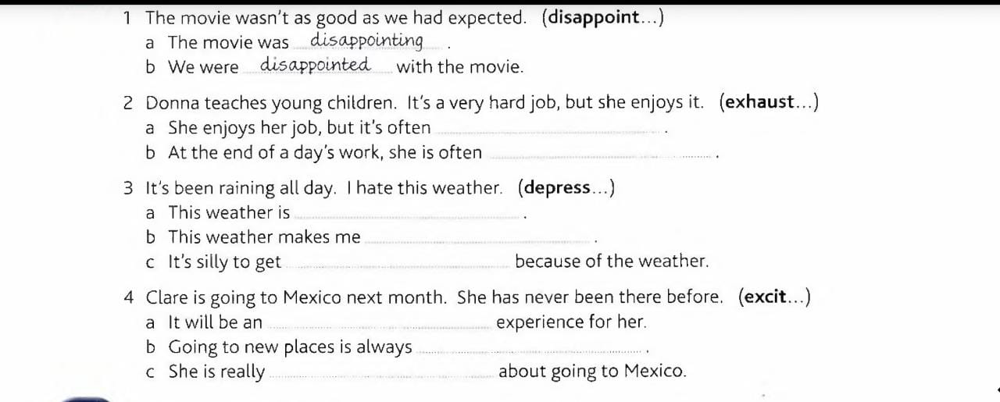 1 The movie wasn't as good as we had expected. (disappoint...)
a The movie was disappointing .
b We were disappointed with the movie.
2 Donna teaches young children. It's a very hard job, but she enjoys it. (exhaust...)
a She enjoys her job, but it's often .
b At the end of a day's work, she is often .
3 It's been raining all day. I hate this weather. (depress...)
a This weather is .
b This weather makes me .
c It's silly to get because of the weather.
4 Clare is going to Mexico next month. She has never been there before. (excit...)
a It will be an experience for her.
b Going to new places is always .
c She is really about going to Mexico.